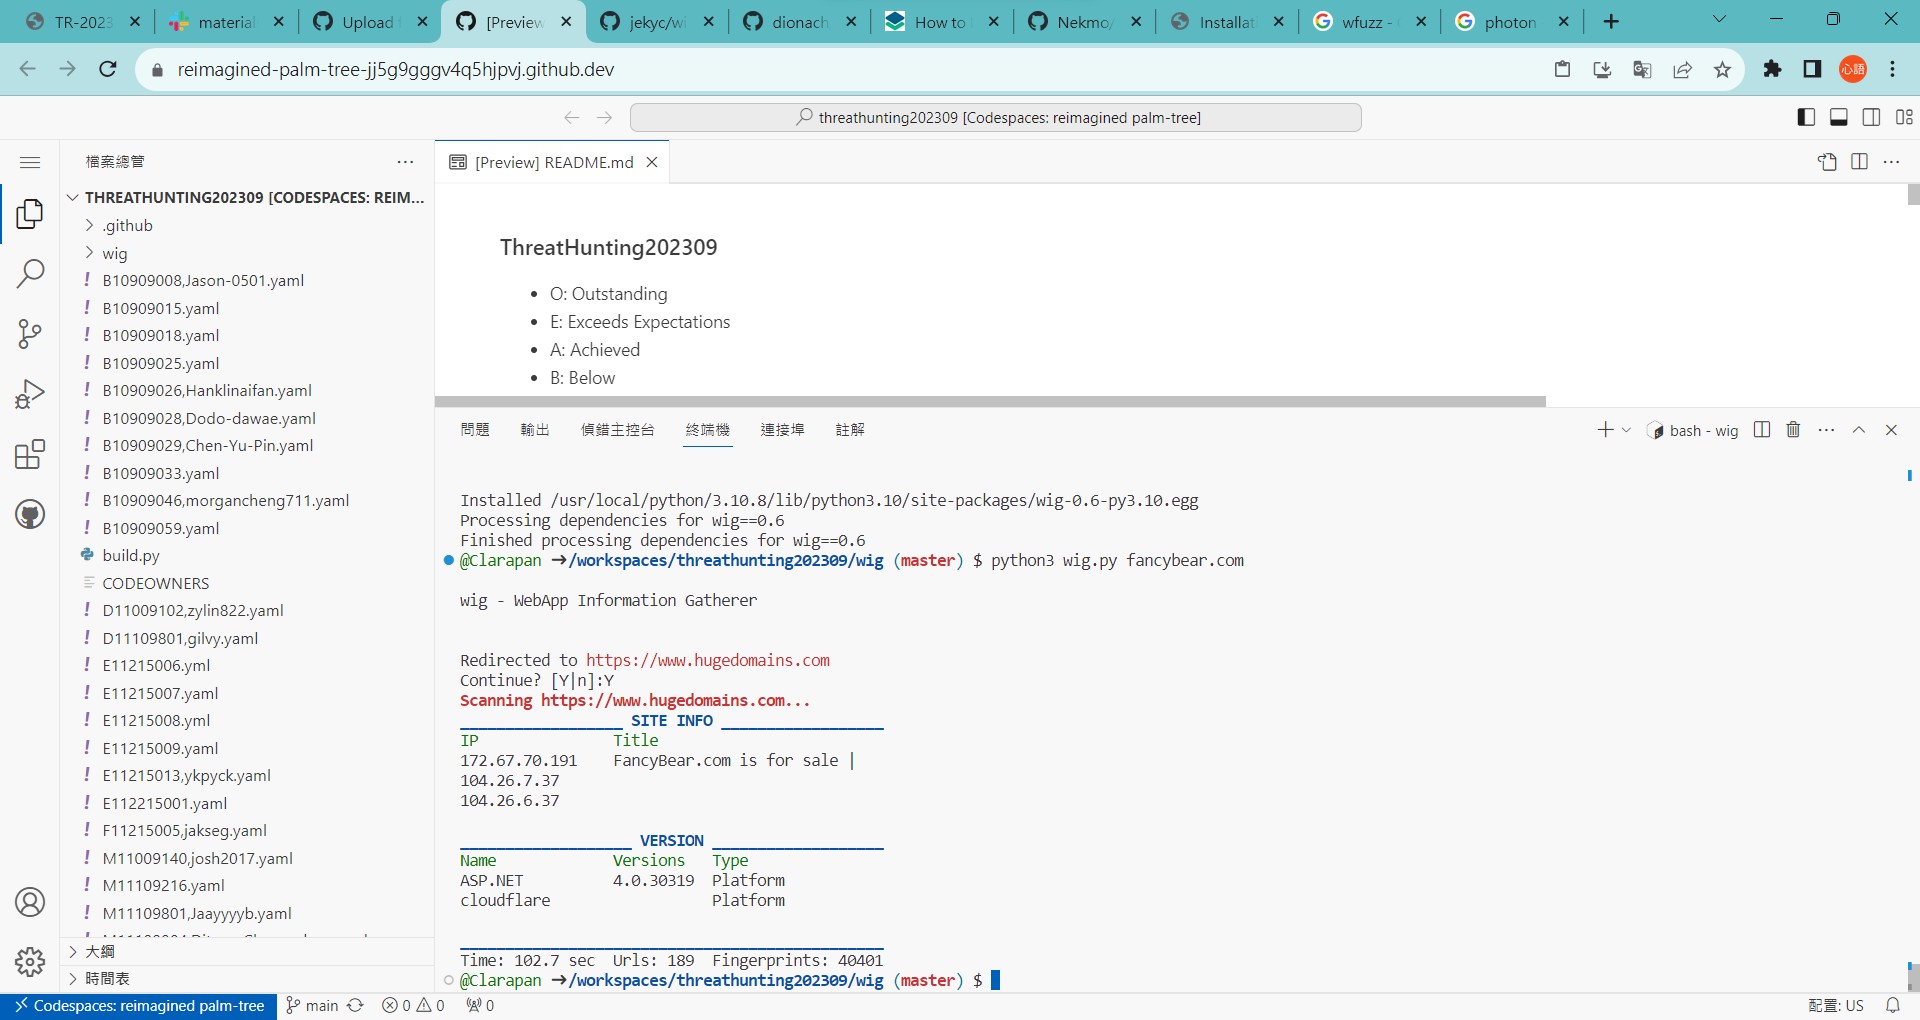 TR-2023
material
Upload
[Preview
jekyc/wi
dionach
How to
Nekmo/
Installat
wfuzz -
photon
reimagined-palm-tree-jj5g9gggv4q5hjpvj.github.dev
心語
threathunting202309 [Codespaces: reimagined palm-tree]
檔案總管
[Preview] README.md
THREATHUNTING202309 [CODESPACES: REIM...
.github
wig
B10909008,Jason-0501.yaml
B10909015.yaml
B10909018.yaml
B10909025.yaml
B10909026,Hanklinaifan.yaml
B10909028,Dodo-dawae.yaml
B10909029,Chen-Yu-Pin.yaml
B10909033.yaml
B10909046,morgancheng711.yaml
B10909059.yaml
build.py
CODEOWNERS
D11009102,zylin822.yaml
D11109801,gilvy.yaml
E11215006.yml
E11215007.yaml
E11215008.yml
E11215009.yaml
E11215013,ykpyck.yaml
E112215001.yaml
F11215005,jakseg.yaml
M11009140,josh2017.yaml
M11109216.yaml
M11109801,Jaayyyyb.yaml
大綱
時間表
ThreatHunting202309
• O: Outstanding
• E: Exceeds Expectations
• A: Achieved
• B: Below
問題 輸出 偵錯主控台 終端機 連接埠 註解
bash - wig
Installed /usr/local/python/3.10.8/lib/python3.10/site-packages/wig-0.6-py3.10.egg
Processing dependencies for wig==0.6
Finished processing dependencies for wig==0.6
@Clarapan →/workspaces/threathunting202309/wig (master) $ python3 wig.py fancybear.com
wig - WebApp Information Gatherer
Redirected to https://www.hugedomains.com
Continue? [Y|n]:Y
Scanning https://www.hugedomains.com...
__________________ SITE INFO __________________
IP Title
172.67.70.191 FancyBear.com is for sale |
104.26.7.37
104.26.6.37
___________________ VERSION ___________________
Name Versions Type
ASP.NET 4.0.30319 Platform
cloudflare Platform
_______________________________________________
Time: 102.7 sec Urls: 189 Fingerprints: 40401
@Clarapan →/workspaces/threathunting202309/wig (master) $
Codespaces: reimagined palm-tree
main
0 0
0
配置: US